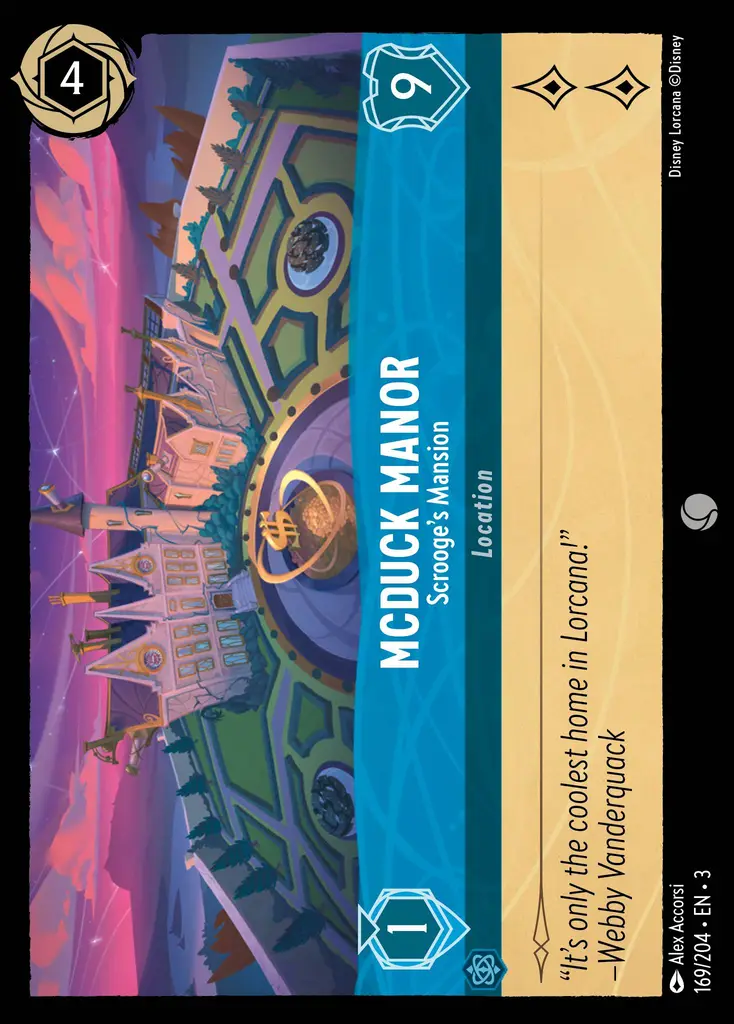 4
1
MCDUCK MANOR
9
Scrooge’s Mansion
Location
“It’s only the coolest home in Lorcana!”
–Webby Vanderquack
Alex Accorsi
169/204 • EN • 3
Disney Lorcana ©Disney